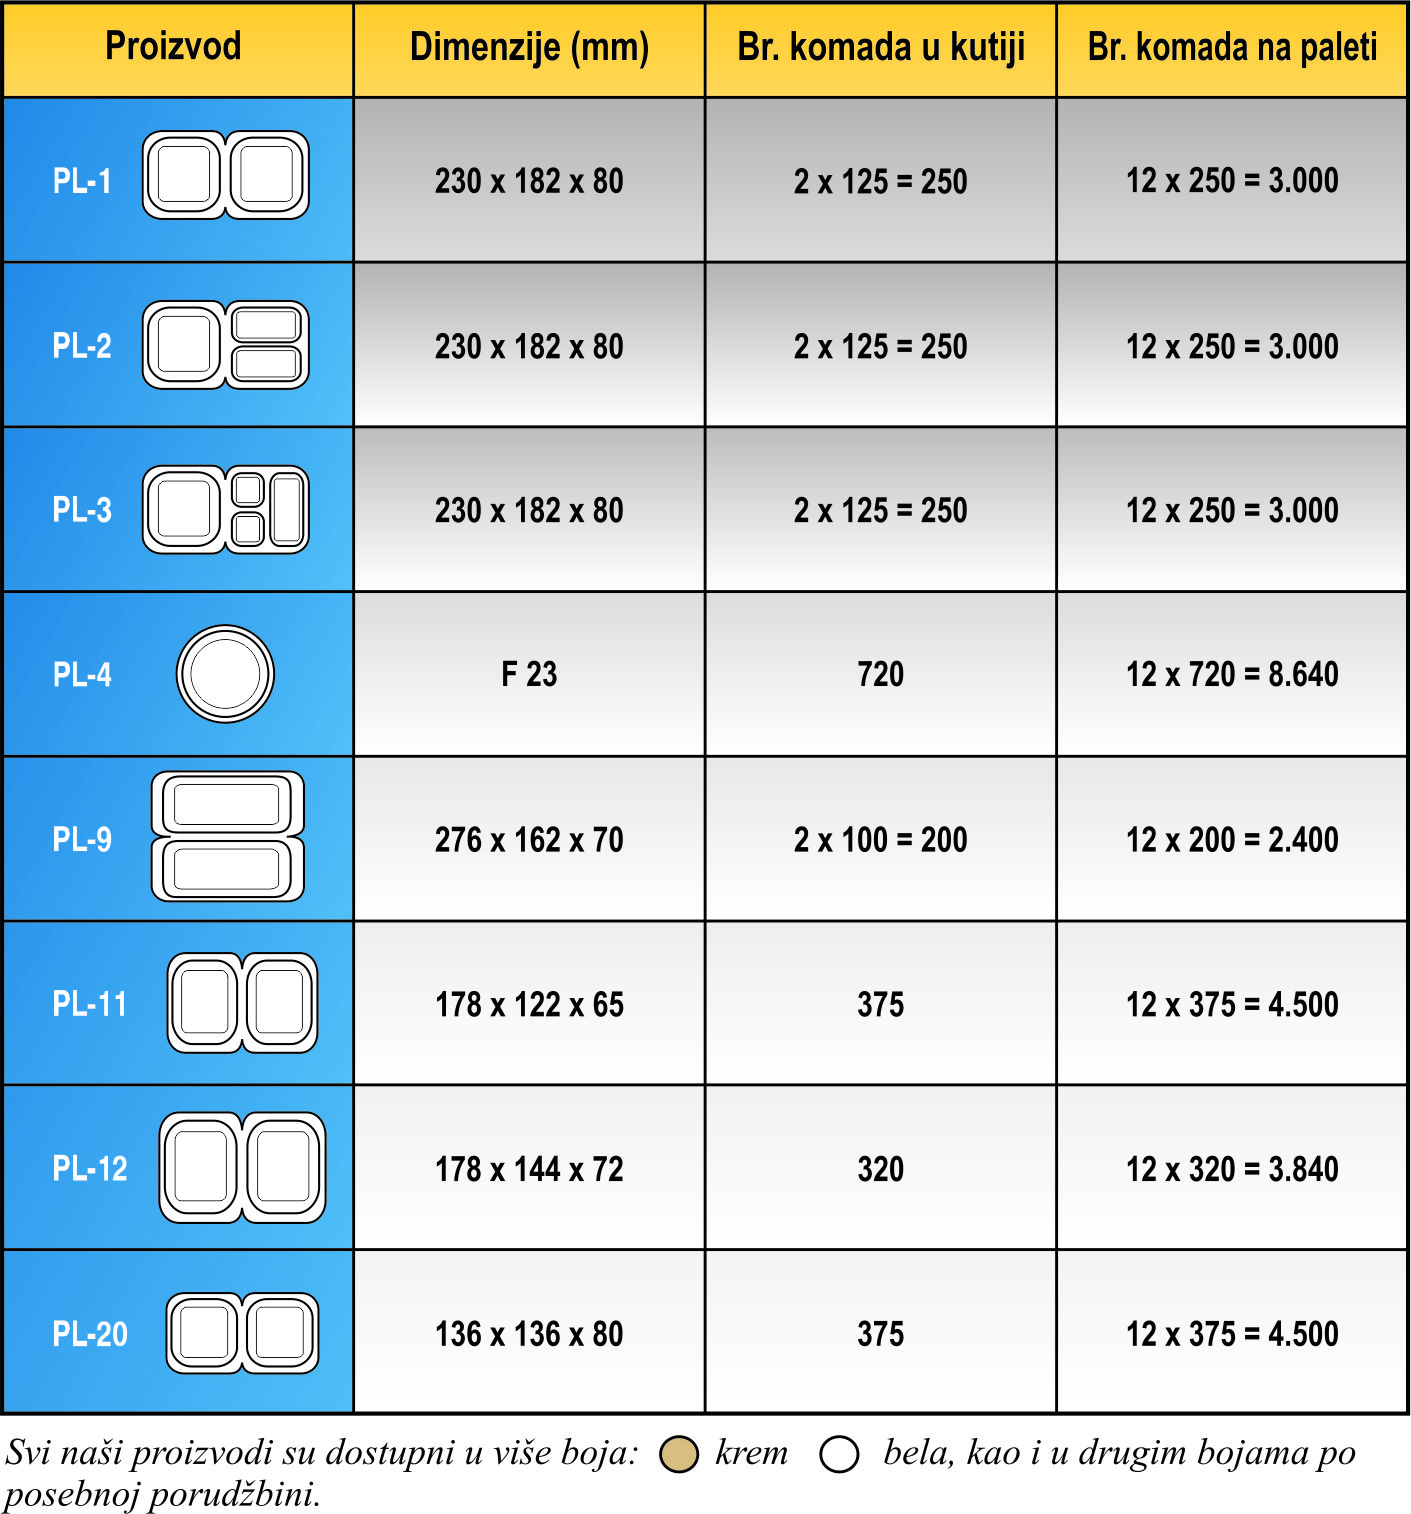 Proizvod Dimenzije (mm) Br. komada u kutiji Br. komada na paleti
PL-1 230 x 182 x 80 2 x 125 = 250 12 x 250 = 3.000
PL-2 230 x 182 x 80 2 x 125 = 250 12 x 250 = 3.000
PL-3 230 x 182 x 80 2 x 125 = 250 12 x 250 = 3.000
PL-4 F 23 720 12 x 720 = 8.640
PL-9 276 x 162 x 70 2 x 100 = 200 12 x 200 = 2.400
PL-11 178 x 122 x 65 375 12 x 375 = 4.500
PL-12 178 x 144 x 72 320 12 x 320 = 3.840
PL-20 136 x 136 x 80 375 12 x 375 = 4.500
Svi naši proizvodi su dostupni u više boja: krem bela, kao i u drugim bojama po
posebnoj porudžbini.